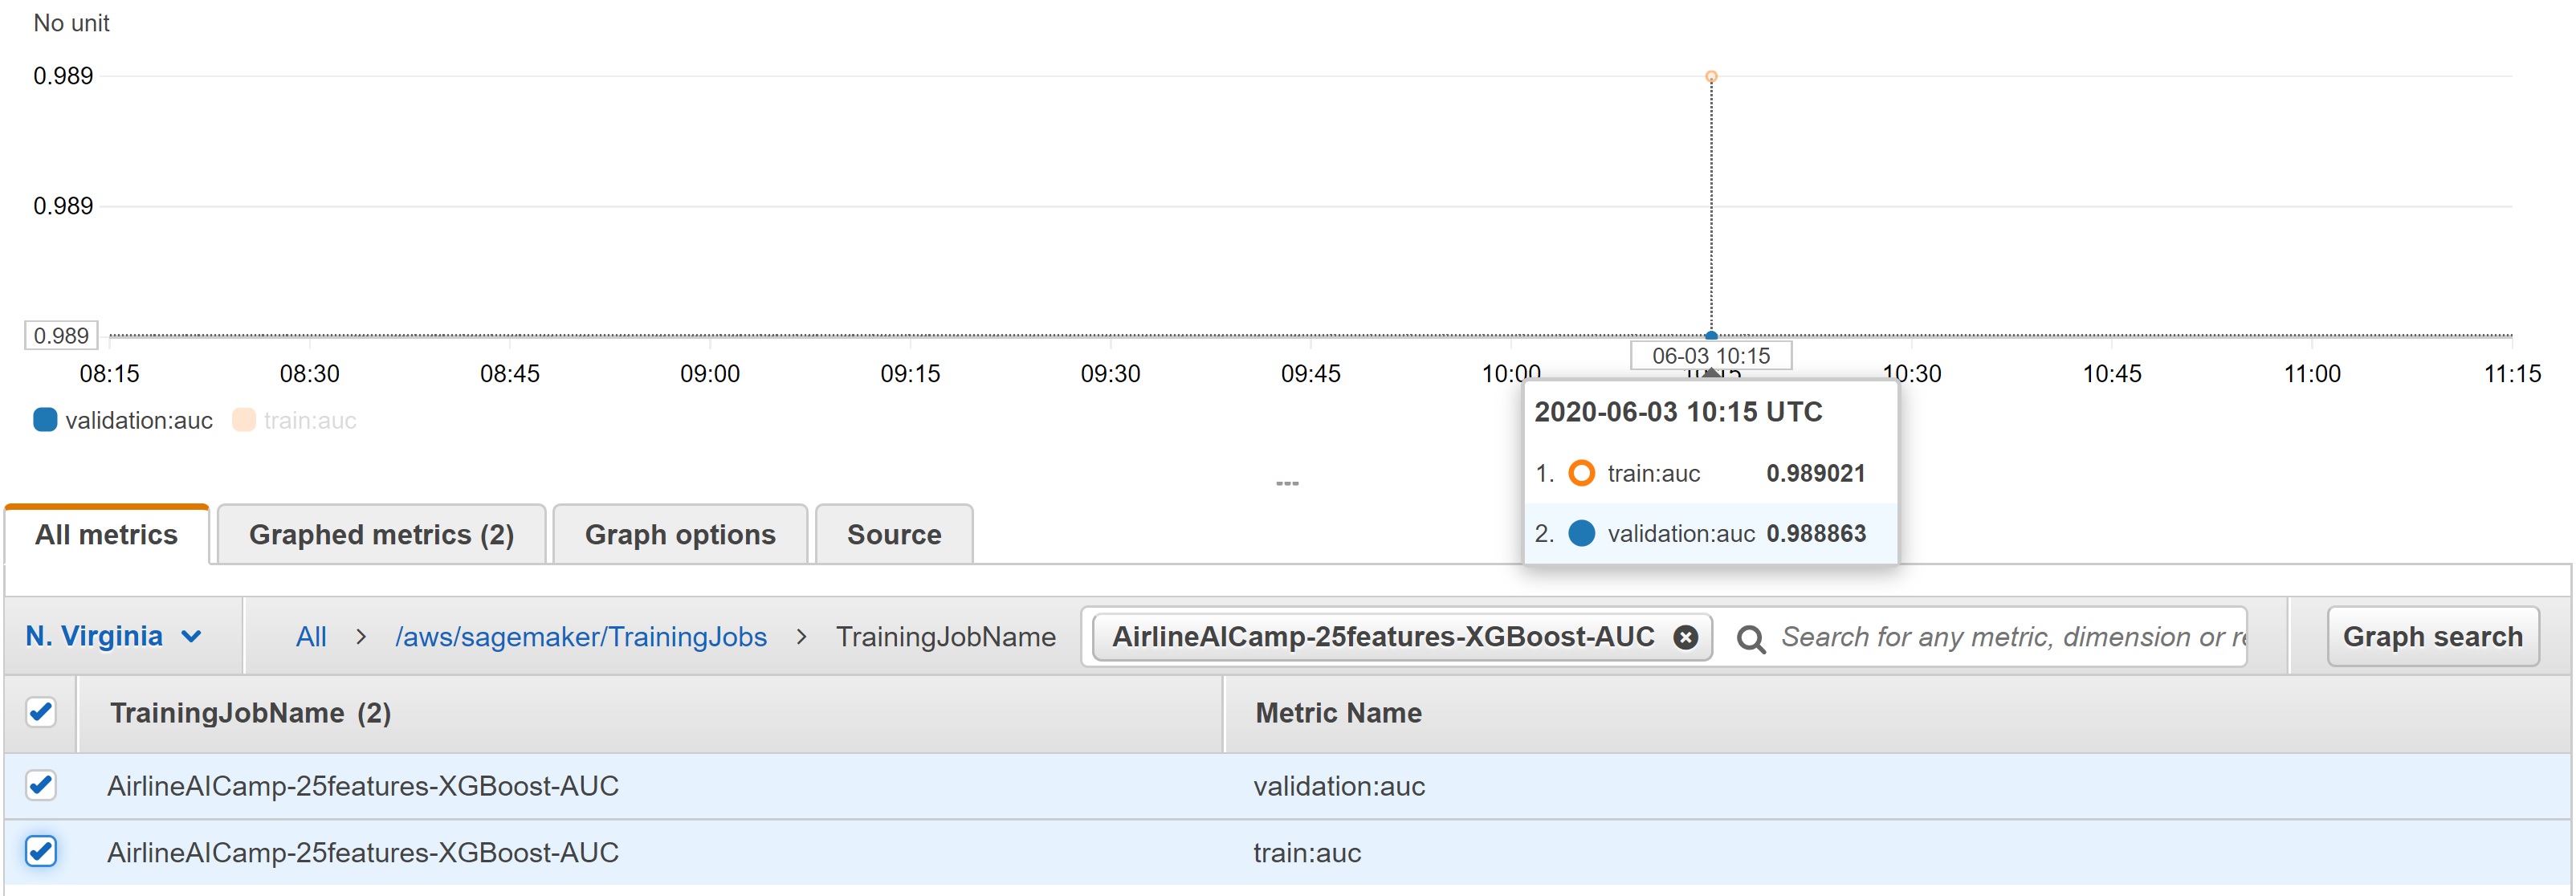 No unit
0.989
0.989
0.989
06-03 10:15
08:15 08:30 08:45 09:00 09:15 09:30 09:45 10:00 10:15 10:30 10:45 11:00 11:15
validation:auc train:auc
2020-06-03 10:15 UTC
1. train:auc 0.989021
2. validation:auc 0.988863
All metrics Graphed metrics (2) Graph options Source
N. Virginia All > /aws/sagemaker/TrainingJobs > TrainingJobName AirlineAICamp-25features-XGBoost-AUC Search for any metric, dimension or re Graph search
TrainingJobName (2) Metric Name
AirlineAICamp-25features-XGBoost-AUC validation:auc
AirlineAICamp-25features-XGBoost-AUC train:auc